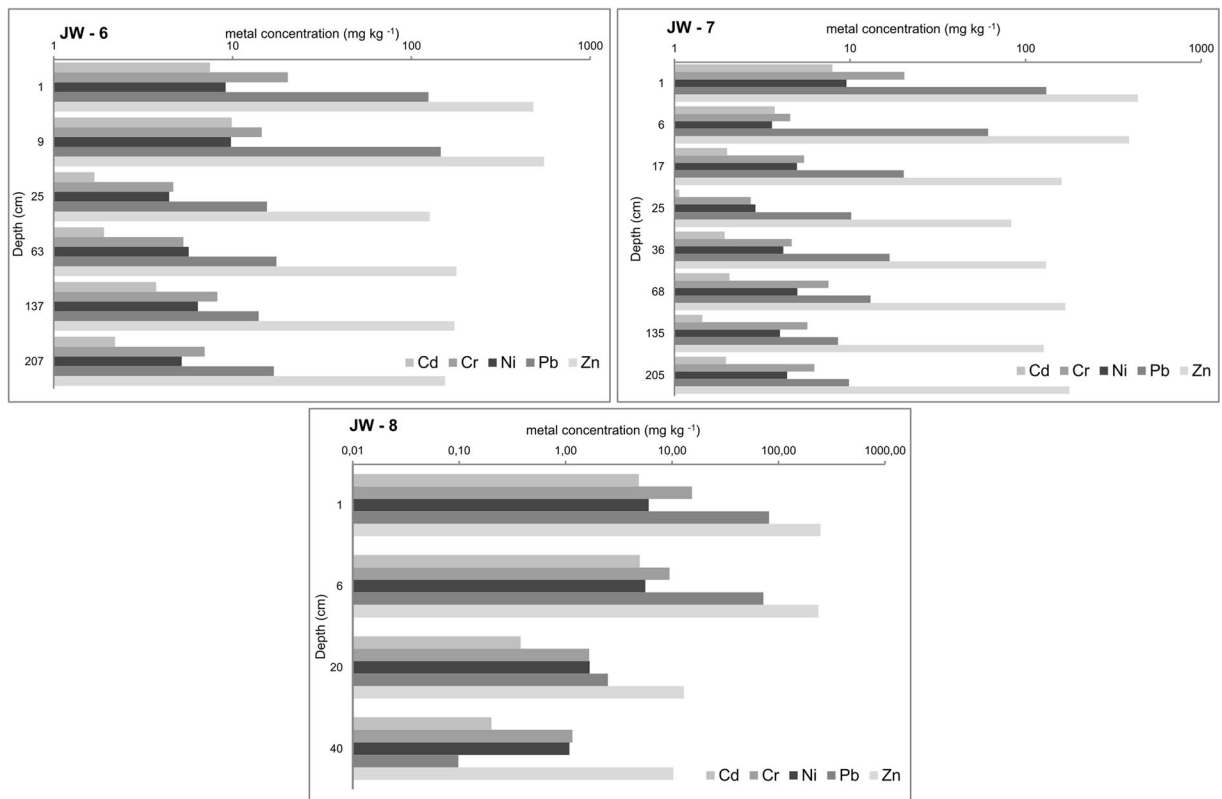 JW - 6
metal concentration (mg kg -1)
1 10 100 1000
Depth (cm)
1
9
25
63
137
207
Cd Cr Ni Pb Zn
JW - 7
metal concentration (mg kg -1)
1 10 100 1000
Depth (cm)
1
6
17
25
36
68
135
205
Cd Cr Ni Pb Zn
JW - 8
metal concentration (mg kg -1)
0,01 0,10 1,00 10,00 100,00 1000,00
Depth (cm)
1
6
20
40
Cd Cr Ni Pb Zn